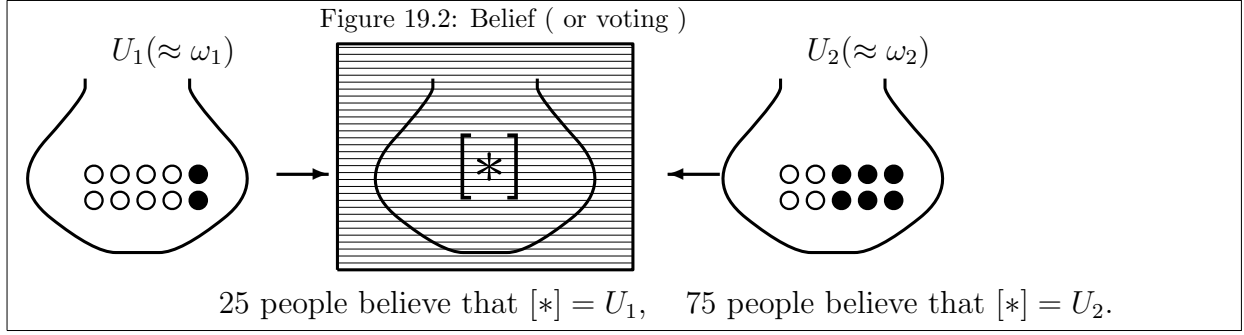 Figure 19.2: Belief ( or voting )
U₁(≈ ω₁)
U₂(≈ ω₂)
[*]
25 people believe that [∗] = U₁, 75 people believe that [∗] = U₂.